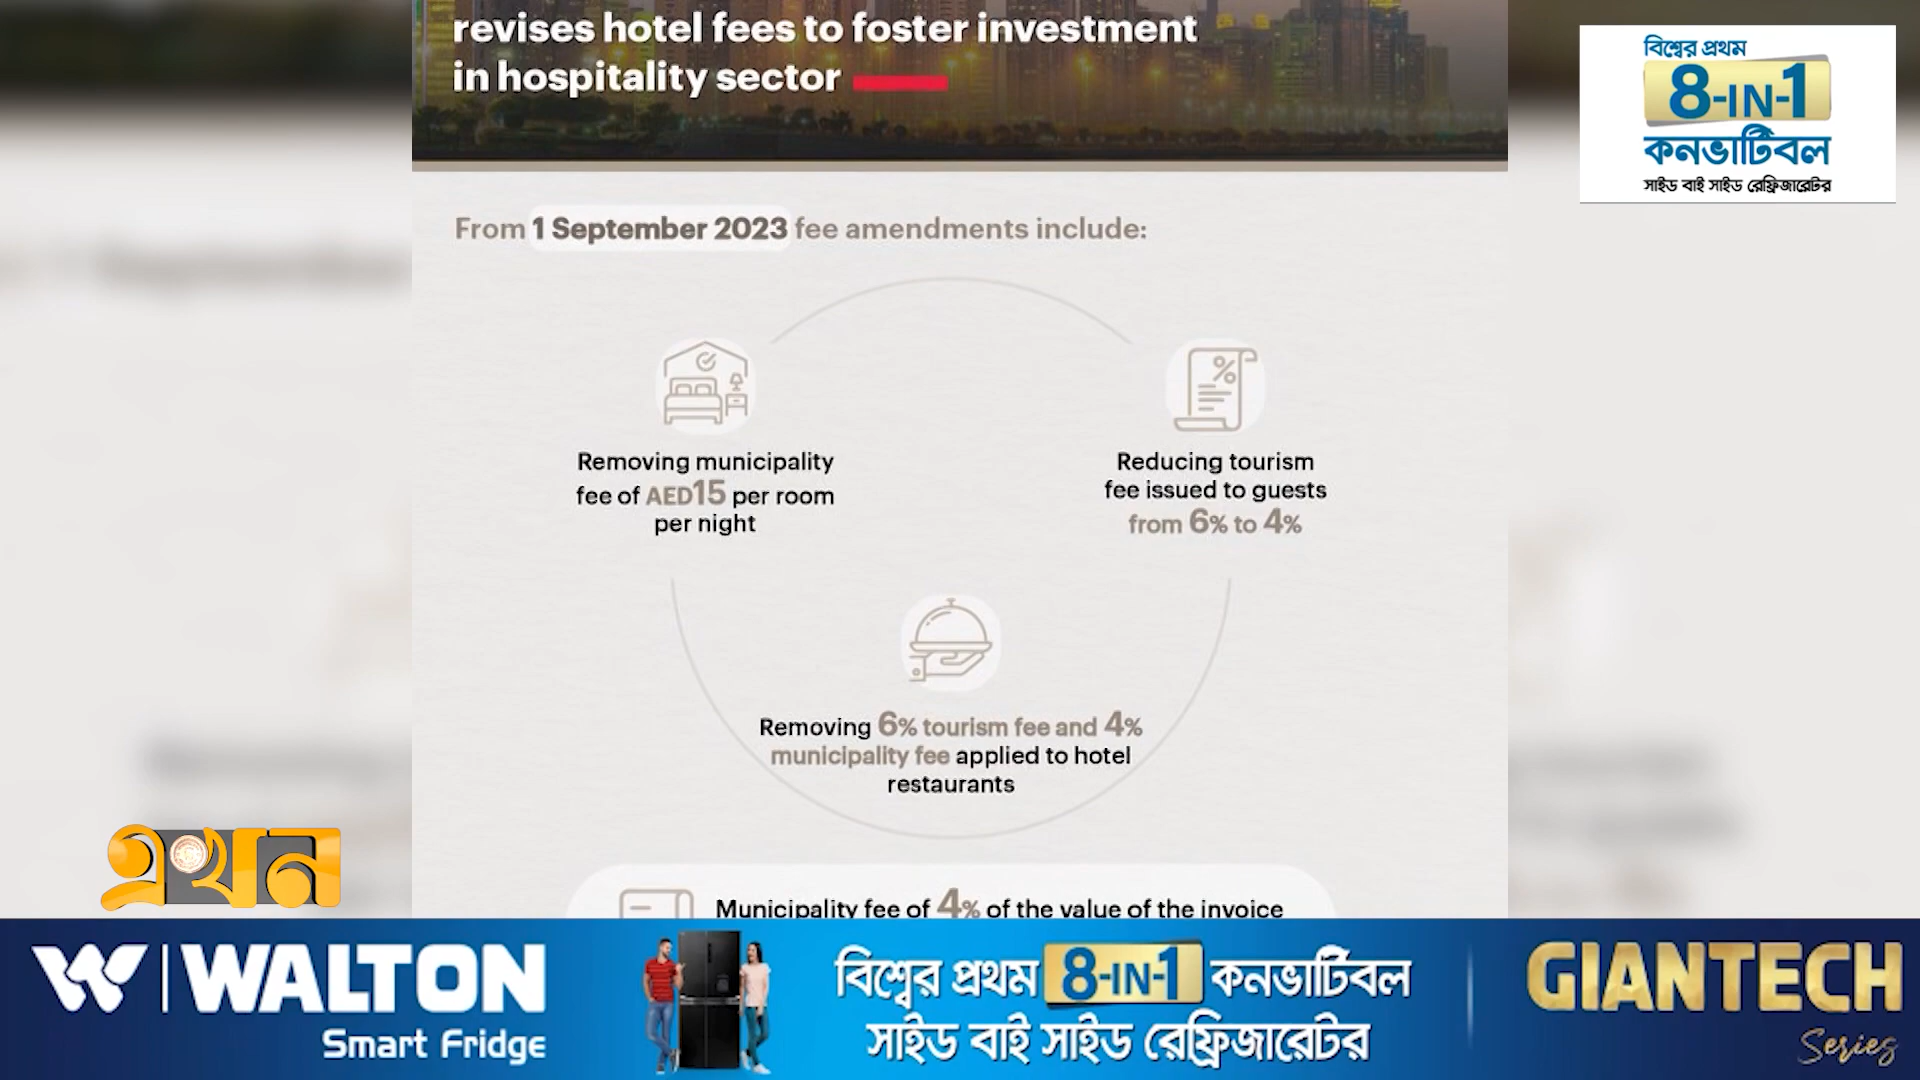 revises hotel fees to foster investment
in hospitality sector
বিশ্বের প্রথম
8-IN-1
কনভার্টিবল
সাইড বাই সাইড রেফ্রিজারেটর
From 1 September 2023 fee amendments include:
Removing municipality
fee of AED15 per room
per night
Reducing tourism
fee issued to guests
from 6% to 4%
Removing 6% tourism fee and 4%
municipality fee applied to hotel
restaurants
এখন
Municipality fee of 4% of the value of the invoice
WALTON
Smart Fridge
বিশ্বের প্রথম 8-IN-1 কনভার্টিবল
সাইড বাই সাইড রেফ্রিজারেটর
GIANTECH
Series